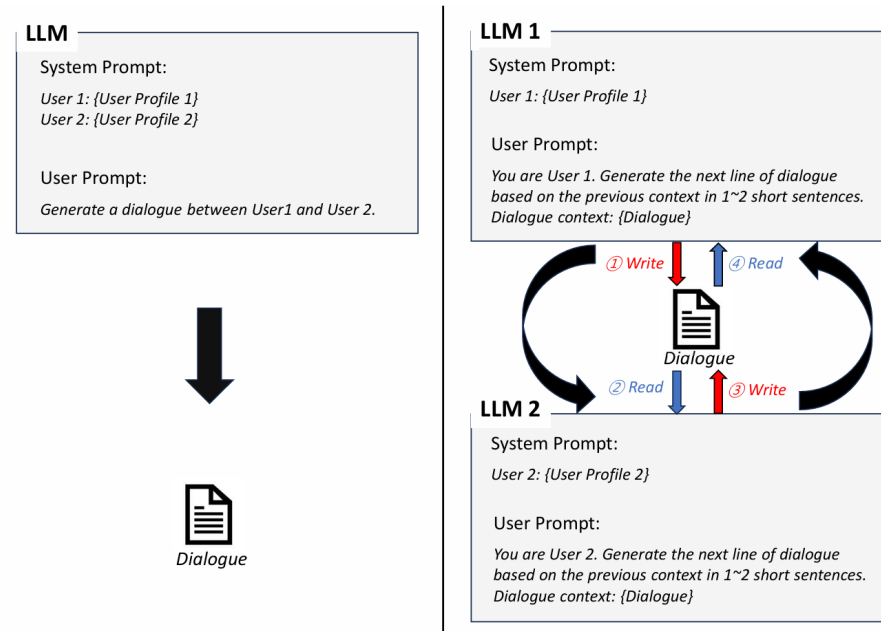 LLM
System Prompt:
User 1: {User Profile 1}
User 2: {User Profile 2}
User Prompt:
Generate a dialogue between User1 and User 2.
Dialogue
LLM 1
System Prompt:
User 1: {User Profile 1}
User Prompt:
You are User 1. Generate the next line of dialogue
based on the previous context in 1~2 short sentences.
Dialogue context: {Dialogue}
① Write
④ Read
Dialogue
② Read
③ Write
LLM 2
System Prompt:
User 2: {User Profile 2}
User Prompt:
You are User 2. Generate the next line of dialogue
based on the previous context in 1~2 short sentences.
Dialogue context: {Dialogue}